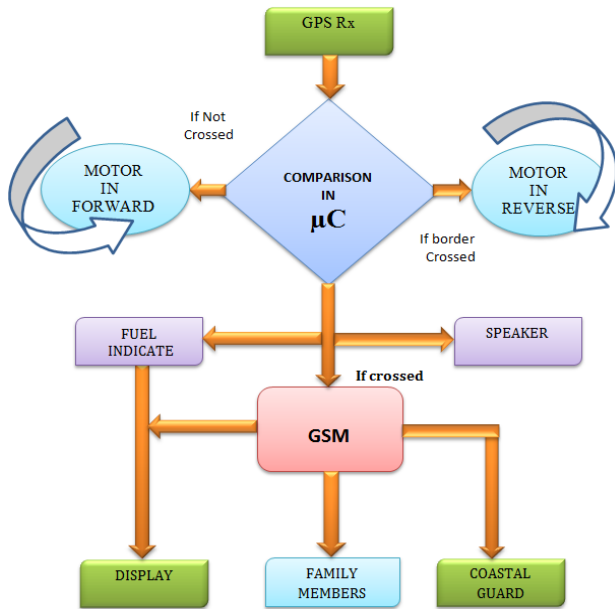 GPS Rx
If Not
Crossed
MOTOR
IN
FORWARD
COMPARISON
IN
µC
MOTOR
IN
REVERSE
If border
Crossed
FUEL
INDICATE
SPEAKER
If crossed
GSM
DISPLAY
FAMILY
MEMBERS
COASTAL
GUARD